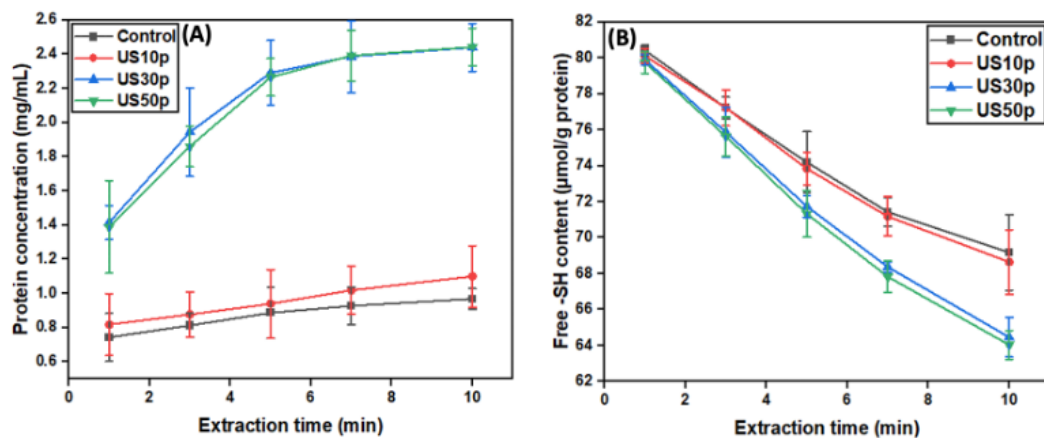 (A)
Control
US10p
US30p
US50p
2.6
2.4
2.2
2.0
1.8
1.6
1.4
1.2
1.0
0.8
0.6
Protein concentration (mg/mL)
0 2 4 6 8 10
Extraction time (min)
(B)
Control
US10p
US30p
US50p
82
80
78
76
74
72
70
68
66
64
62
Free -SH content (μmol/g protein)
0 2 4 6 8 10
Extraction time (min)